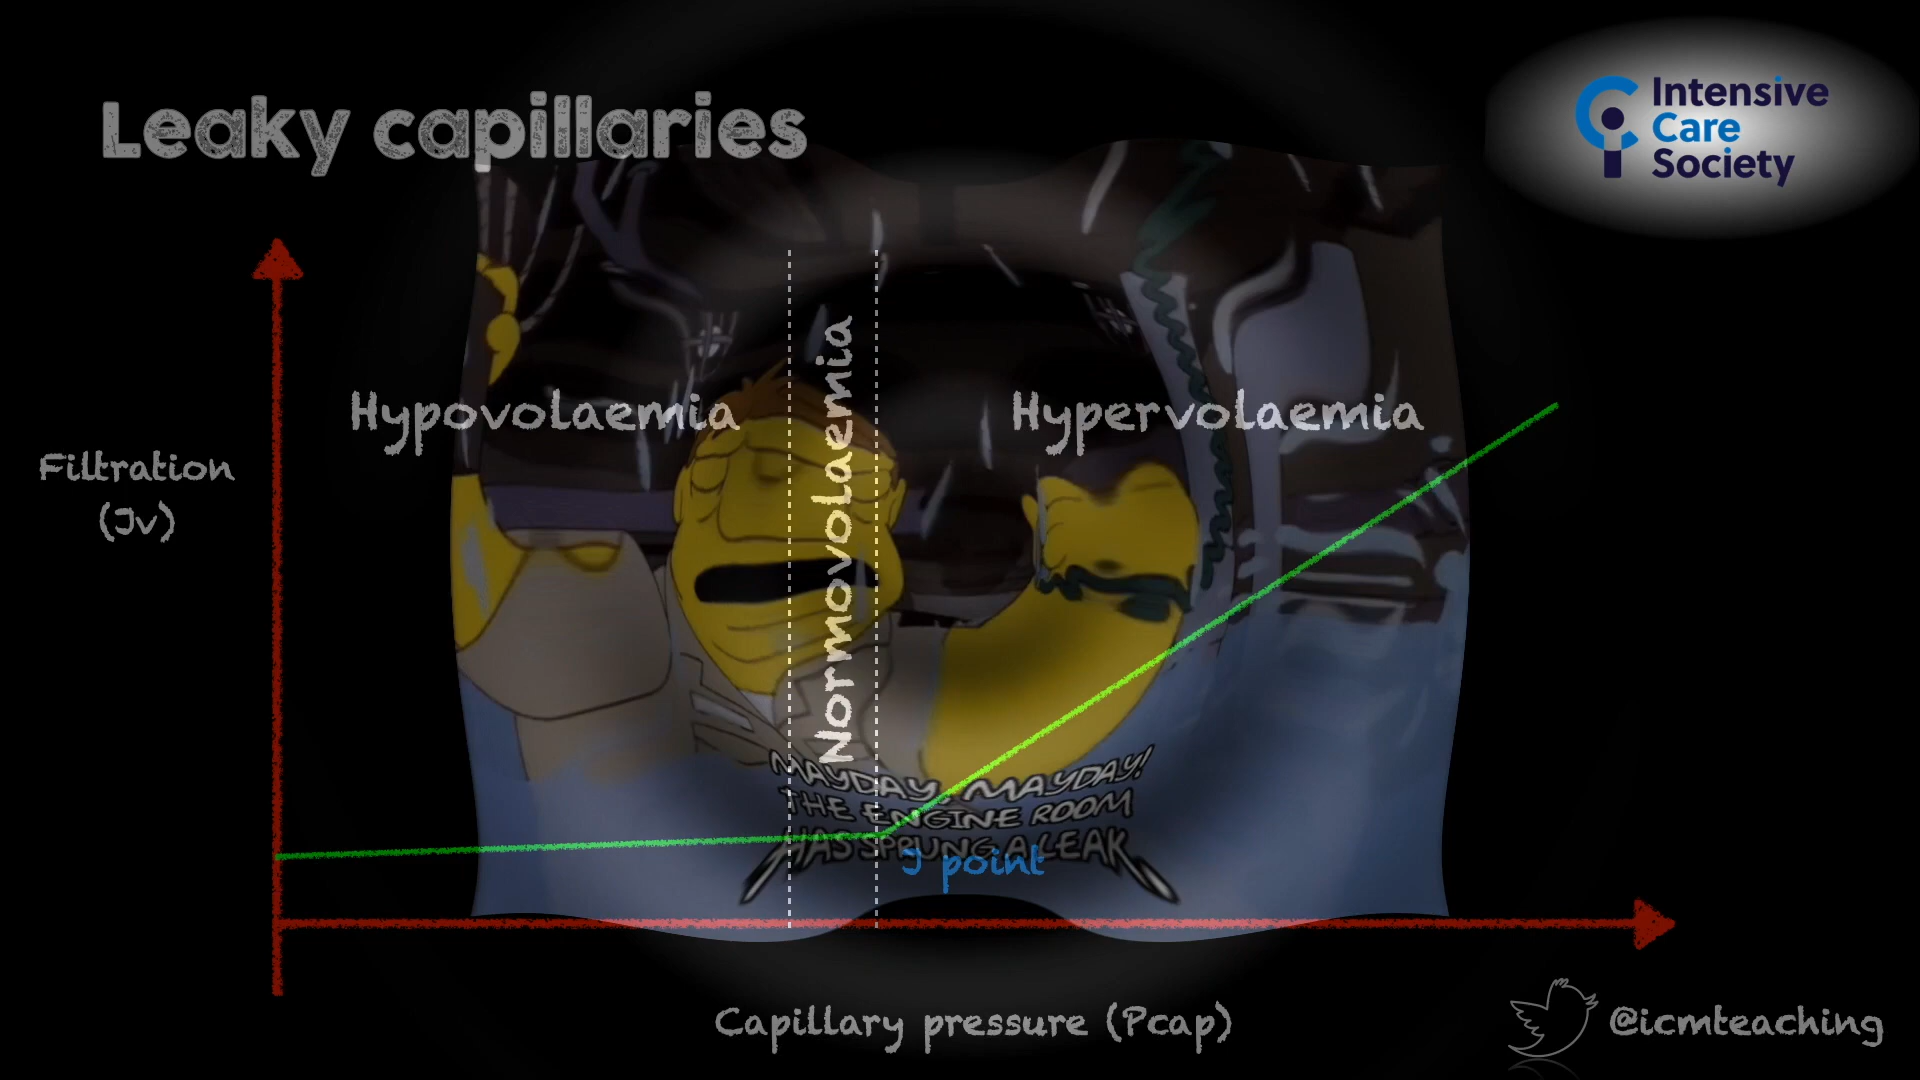 Leaky capillaries
Intensive
Care
Society
Hypovolaemia
Normovolaemia
Hypervolaemia
Filtration
(Jv)
MAYDAY, MAYDAY!
THE ENGINE ROOM
HAS SPRUNG A LEAK
J point
Capillary pressure (Pcap)
@icmteaching